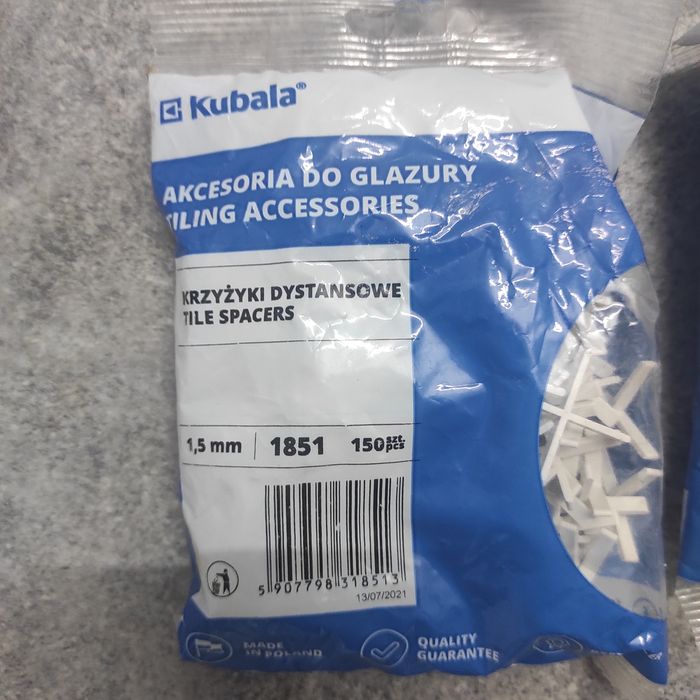 Kubala®
AKCESORIA DO GLAZURY
TILING ACCESSORIES
KRZYŻYKI DYSTANSOWE
TILE SPACERS
1,5 mm | 1851 150 szt. pcs
5 907798 318513
13/07/2021
MADE IN POLAND
QUALITY GUARANTEE